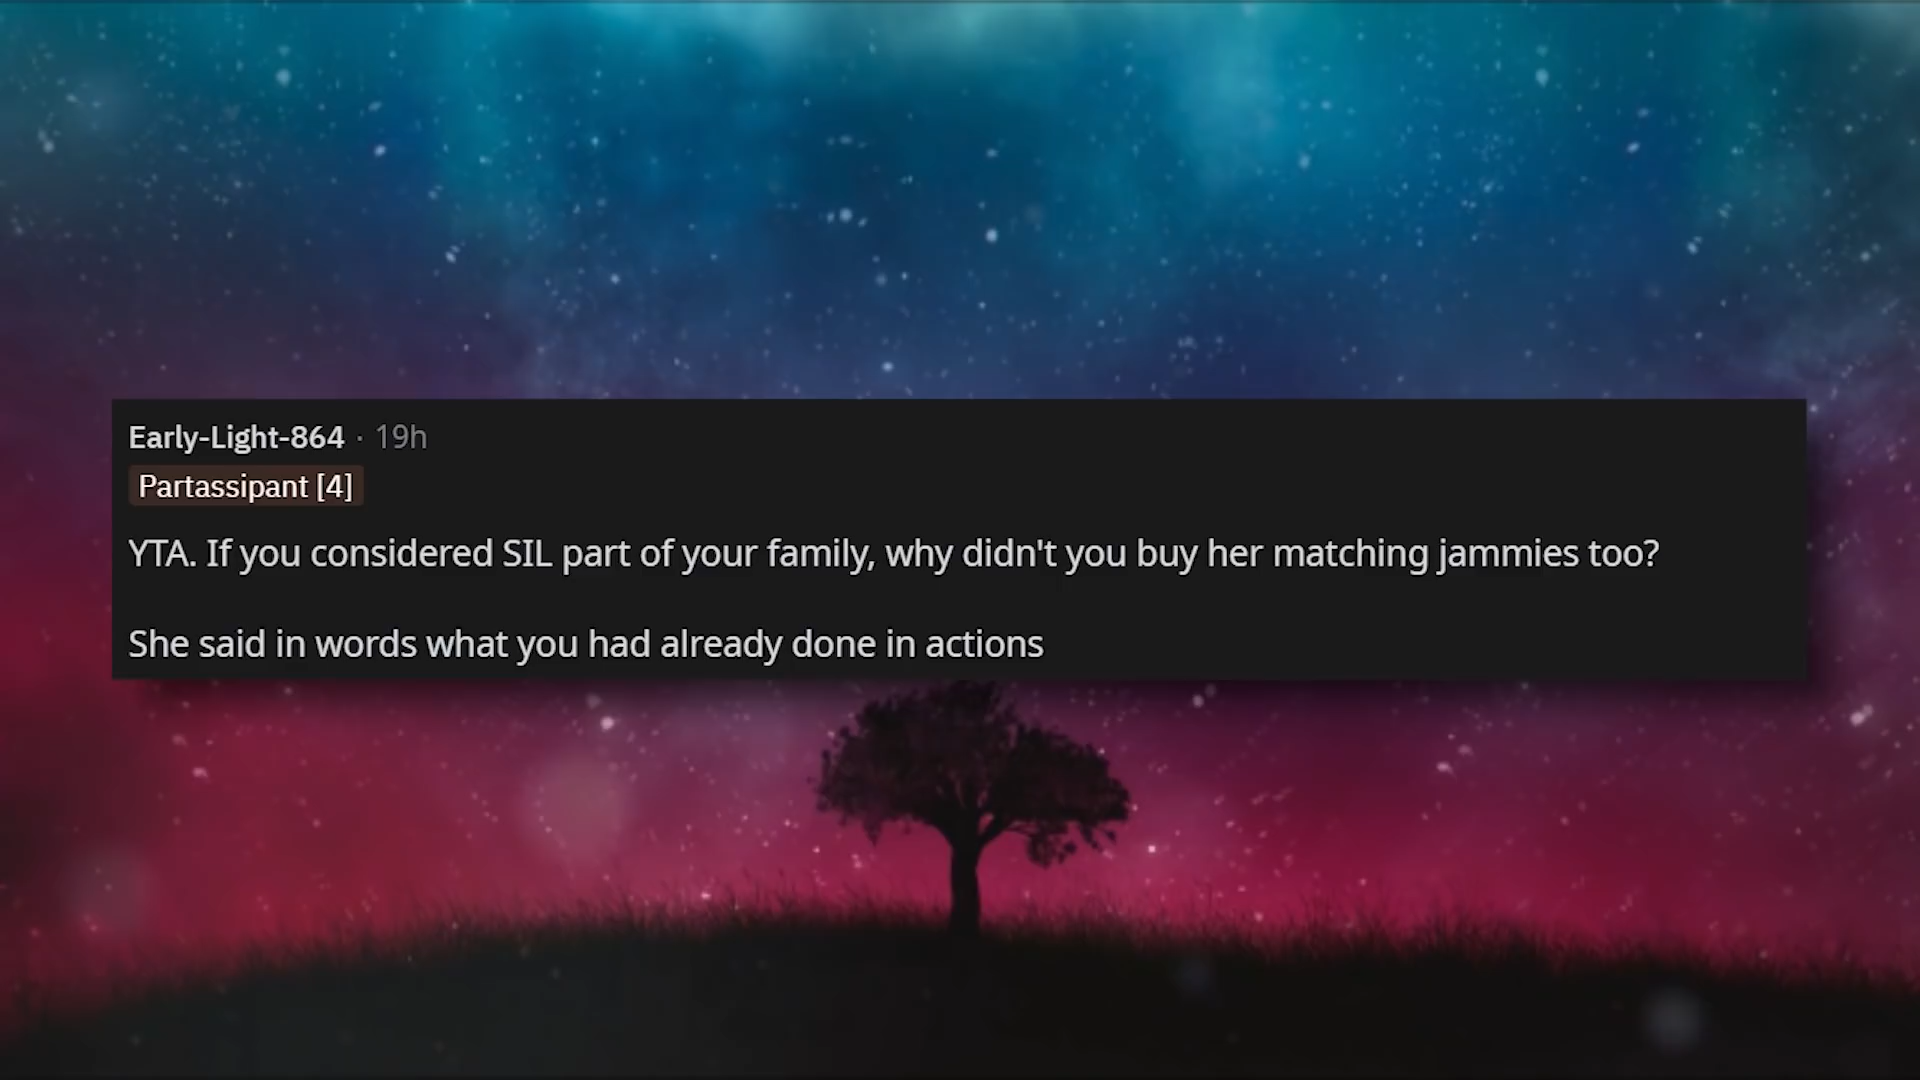 Early-Light-864 · 19h
Partassipant [4]
YTA. If you considered SIL part of your family, why didn't you buy her matching jammies too?
She said in words what you had already done in actions